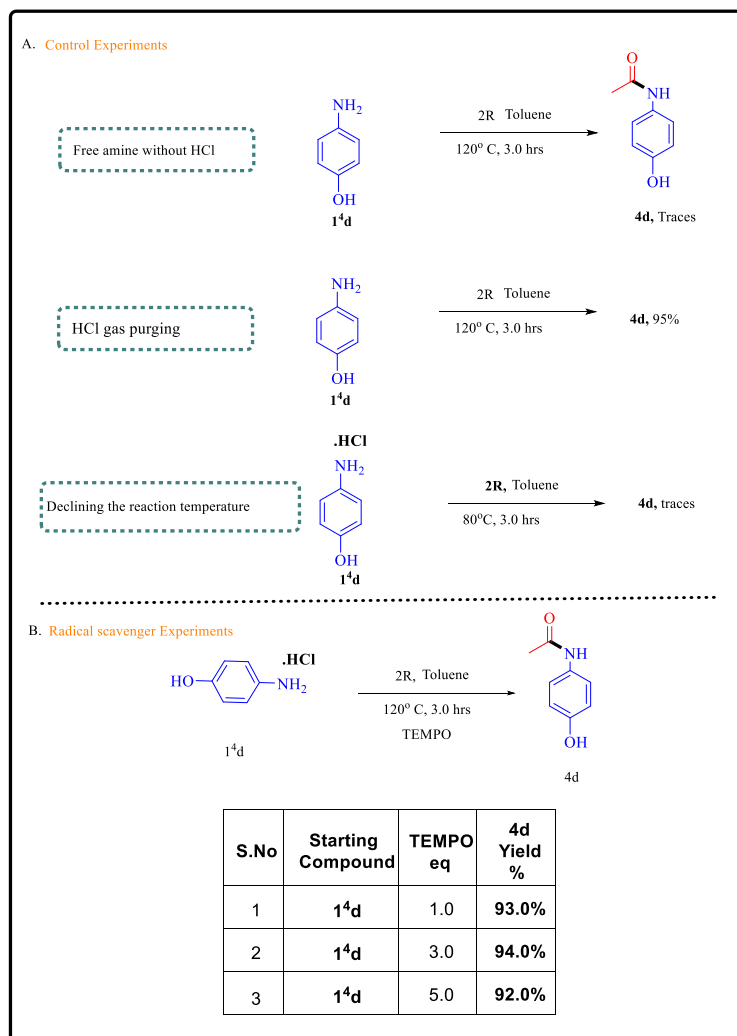 A. Control Experiments
O
NH
NH₂
2R Toluene
Free amine without HCl
120° C, 3.0 hrs
OH
OH
1⁴d
4d, Traces
NH₂
2R Toluene
HCl gas purging
120° C, 3.0 hrs
4d, 95%
OH
1⁴d
.HCl
NH₂
Declining the reaction temperature
2R, Toluene
80°C, 3.0 hrs
4d, traces
OH
1⁴d
B. Radical scavenger Experiments
O
NH
.HCl
HO
NH₂
2R, Toluene
120° C, 3.0 hrs
TEMPO
OH
1⁴d
4d
S.No Starting Compound TEMPO eq 4d Yield %
1 1⁴d 1.0 93.0%
2 1⁴d 3.0 94.0%
3 1⁴d 5.0 92.0%